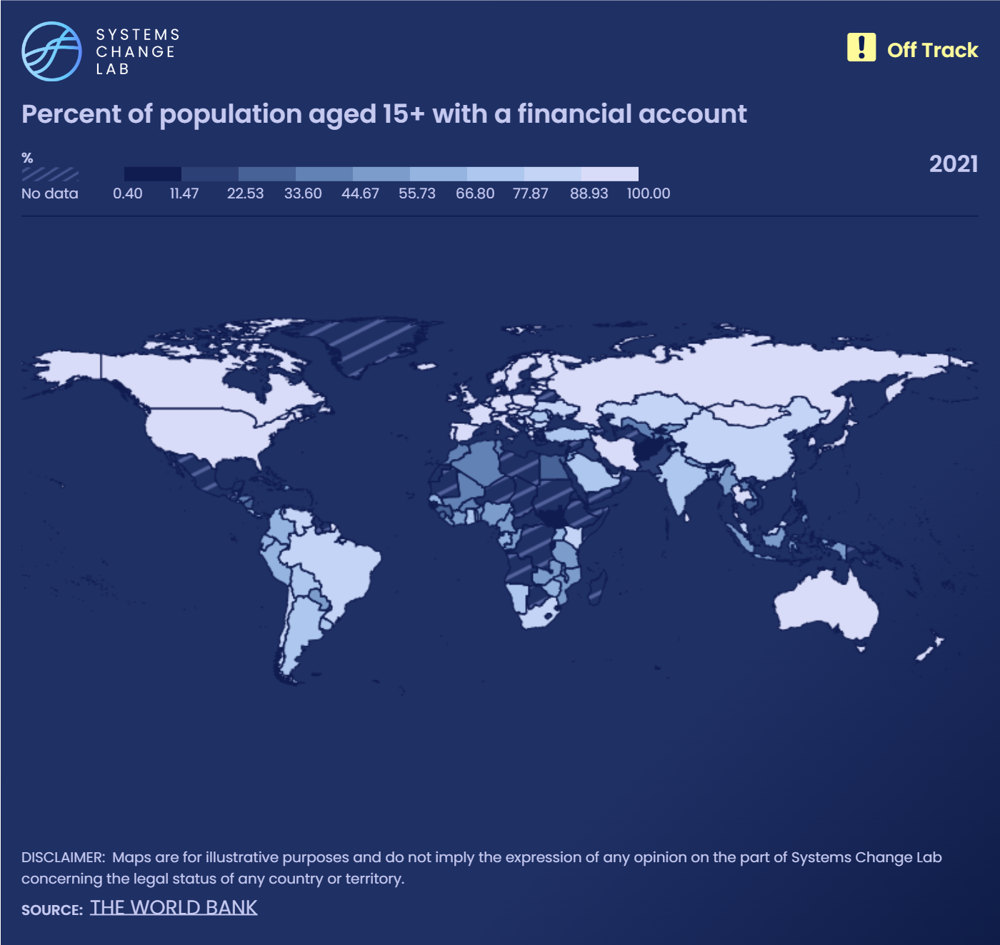 SYSTEMS
CHANGE
LAB
! Off Track
Percent of population aged 15+ with a financial account
%
2021
No data 0.40 11.47 22.53 33.60 44.67 55.73 66.80 77.87 88.93 100.00
DISCLAIMER: Maps are for illustrative purposes and do not imply the expression of any opinion on the part of Systems Change Lab
concerning the legal status of any country or territory.
SOURCE: THE WORLD BANK